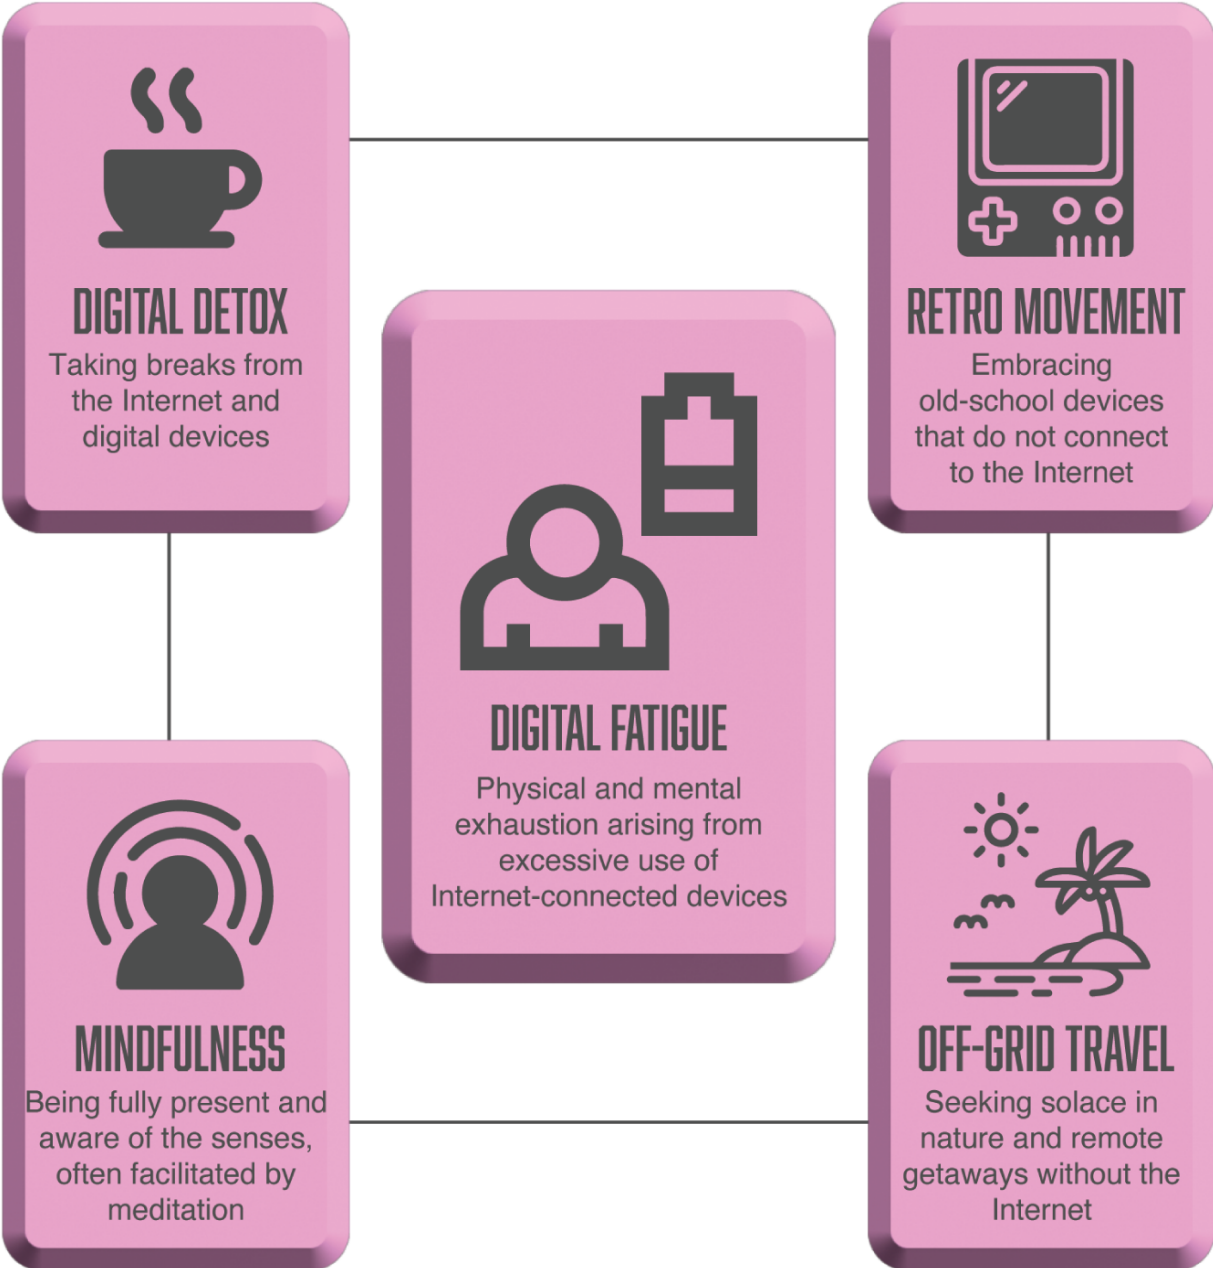 DIGITAL DETOX
Taking breaks from
the Internet and
digital devices
RETRO MOVEMENT
Embracing
old-school devices
that do not connect
to the Internet
DIGITAL FATIGUE
Physical and mental
exhaustion arising from
excessive use of
Internet-connected devices
MINDFULNESS
Being fully present and
aware of the senses,
often facilitated by
meditation
OFF-GRID TRAVEL
Seeking solace in
nature and remote
getaways without the
Internet